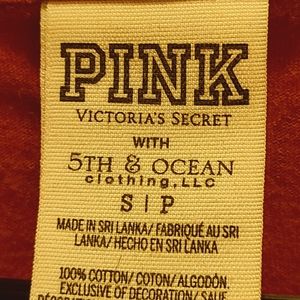 PINK
VICTORIA'S SECRET
WITH
5TH & OCEAN
clothing, LLC
S | P
MADE IN SRI LANKA/ FABRIQUÉ AU SRI
LANKA/ HECHO EN SRI LANKA
100% COTTON/ COTON/ ALGODÓN.
EXCLUSIVE OF DECORATION/ SAUF